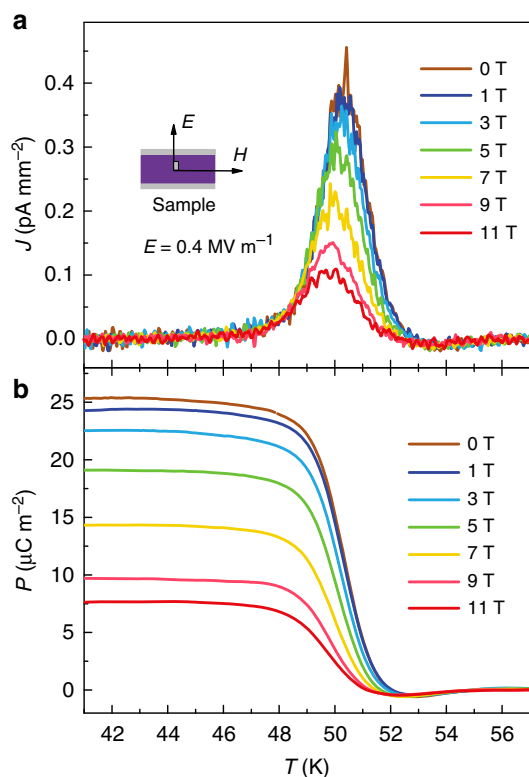 a
J (pA mm⁻²)
0.4
0.3
0.2
0.1
0.0
E
H
Sample
E = 0.4 MV m⁻¹
0 T
1 T
3 T
5 T
7 T
9 T
11 T
b
P (μC m⁻²)
25
20
15
10
5
0
0 T
1 T
3 T
5 T
7 T
9 T
11 T
42 44 46 48 50 52 54 56
T (K)